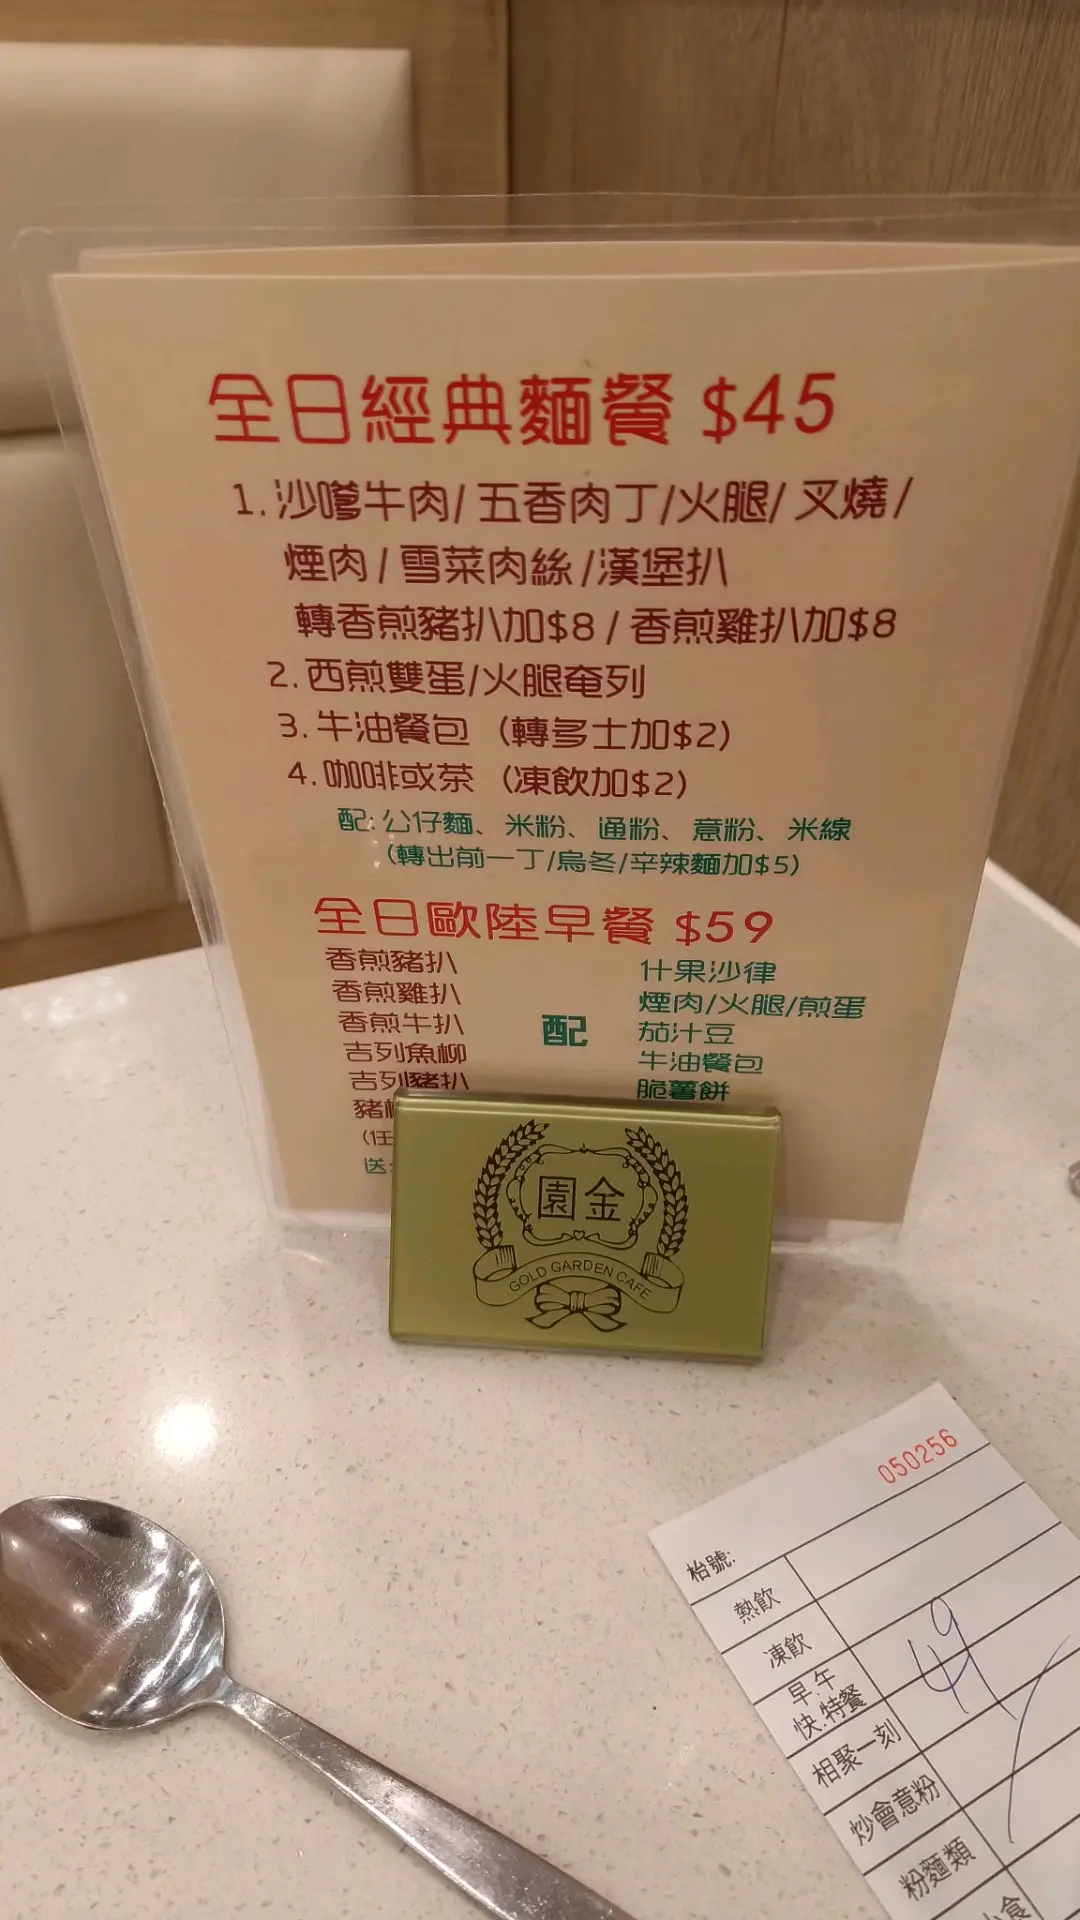 全日經典麵餐 $45
1. 沙嗲牛肉/ 五香肉丁/火腿/ 叉燒/
煙肉 / 雪菜肉絲 /漢堡扒
轉香煎豬扒加$8 / 香煎雞扒加$8
2. 西煎雙蛋/火腿奄列
3. 牛油餐包 (轉多士加$2)
4. 咖啡或茶 (凍飲加$2)
配: 公仔麵、米粉、通粉、意粉、米線
(轉出前一丁/烏冬/辛辣麵加$5)
全日歐陸早餐 $59
香煎豬扒
香煎雞扒
香煎牛扒
吉列魚柳
吉列豬扒
豬
(任
送:
配
什果沙律
煙肉/火腿/煎蛋
茄汁豆
牛油餐包
脆薯餅
園金
GOLD GARDEN CAFE
050256
枱號:
熱飲
凍飲
早.午
快.特餐
相聚一刻
炒會意粉
粉麵類
小食
49